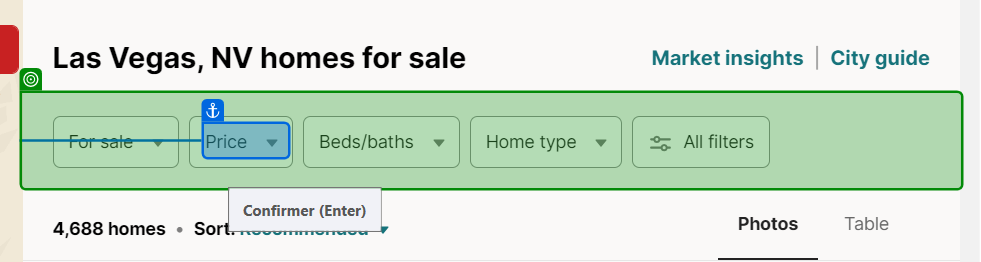 Las Vegas, NV homes for sale
Market insights | City guide
For sale Price Beds/baths Home type All filters
Confirmer (Enter)
4,688 homes • Sort: Recommended
Photos Table